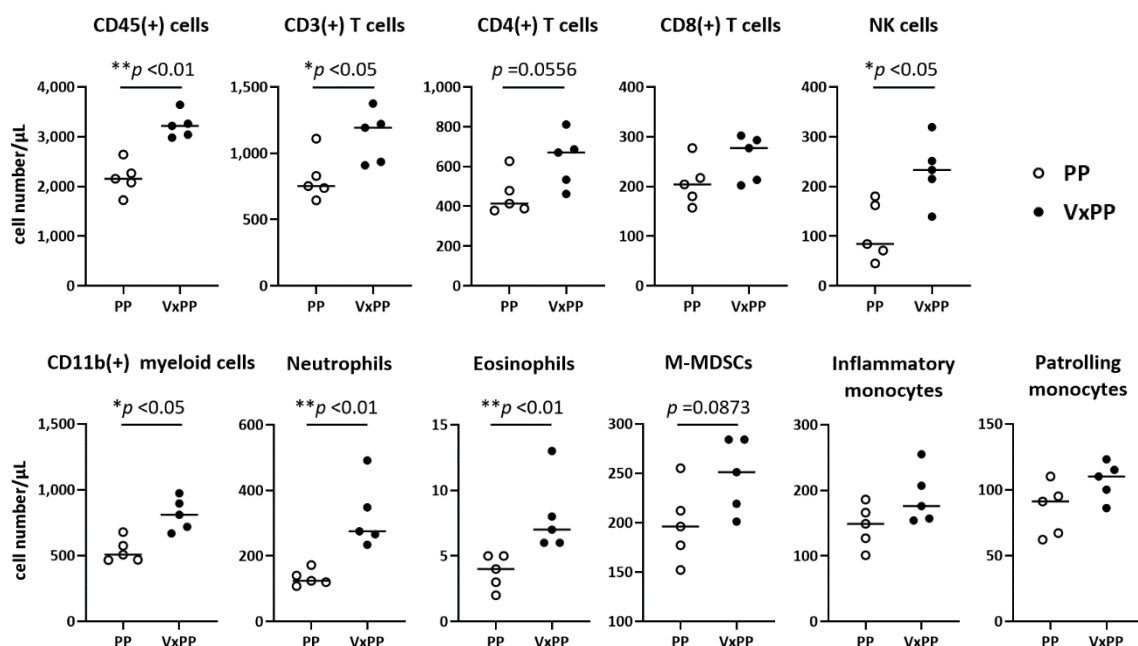 CD45(+) cells
CD3(+) T cells
CD4(+) T cells
CD8(+) T cells
NK cells
**p <0.01
*p <0.05
p =0.0556
*p <0.05
cell number/µL
4,000
3,000
2,000
1,000
0
PP
VxPP
1,500
1,000
500
0
PP
VxPP
1,000
800
600
400
200
0
PP
VxPP
400
300
200
100
0
PP
VxPP
400
300
200
100
0
PP
VxPP
PP
VxPP
CD11b(+) myeloid cells
Neutrophils
Eosinophils
M-MDSCs
Inflammatory
monocytes
Patrolling
monocytes
*p <0.05
**p <0.01
**p <0.01
p =0.0873
cell number/µL
1,500
1,000
500
0
PP
VxPP
600
400
200
0
PP
VxPP
15
10
5
0
PP
VxPP
300
250
200
150
100
PP
VxPP
300
200
100
0
PP
VxPP
150
100
50
0
PP
VxPP